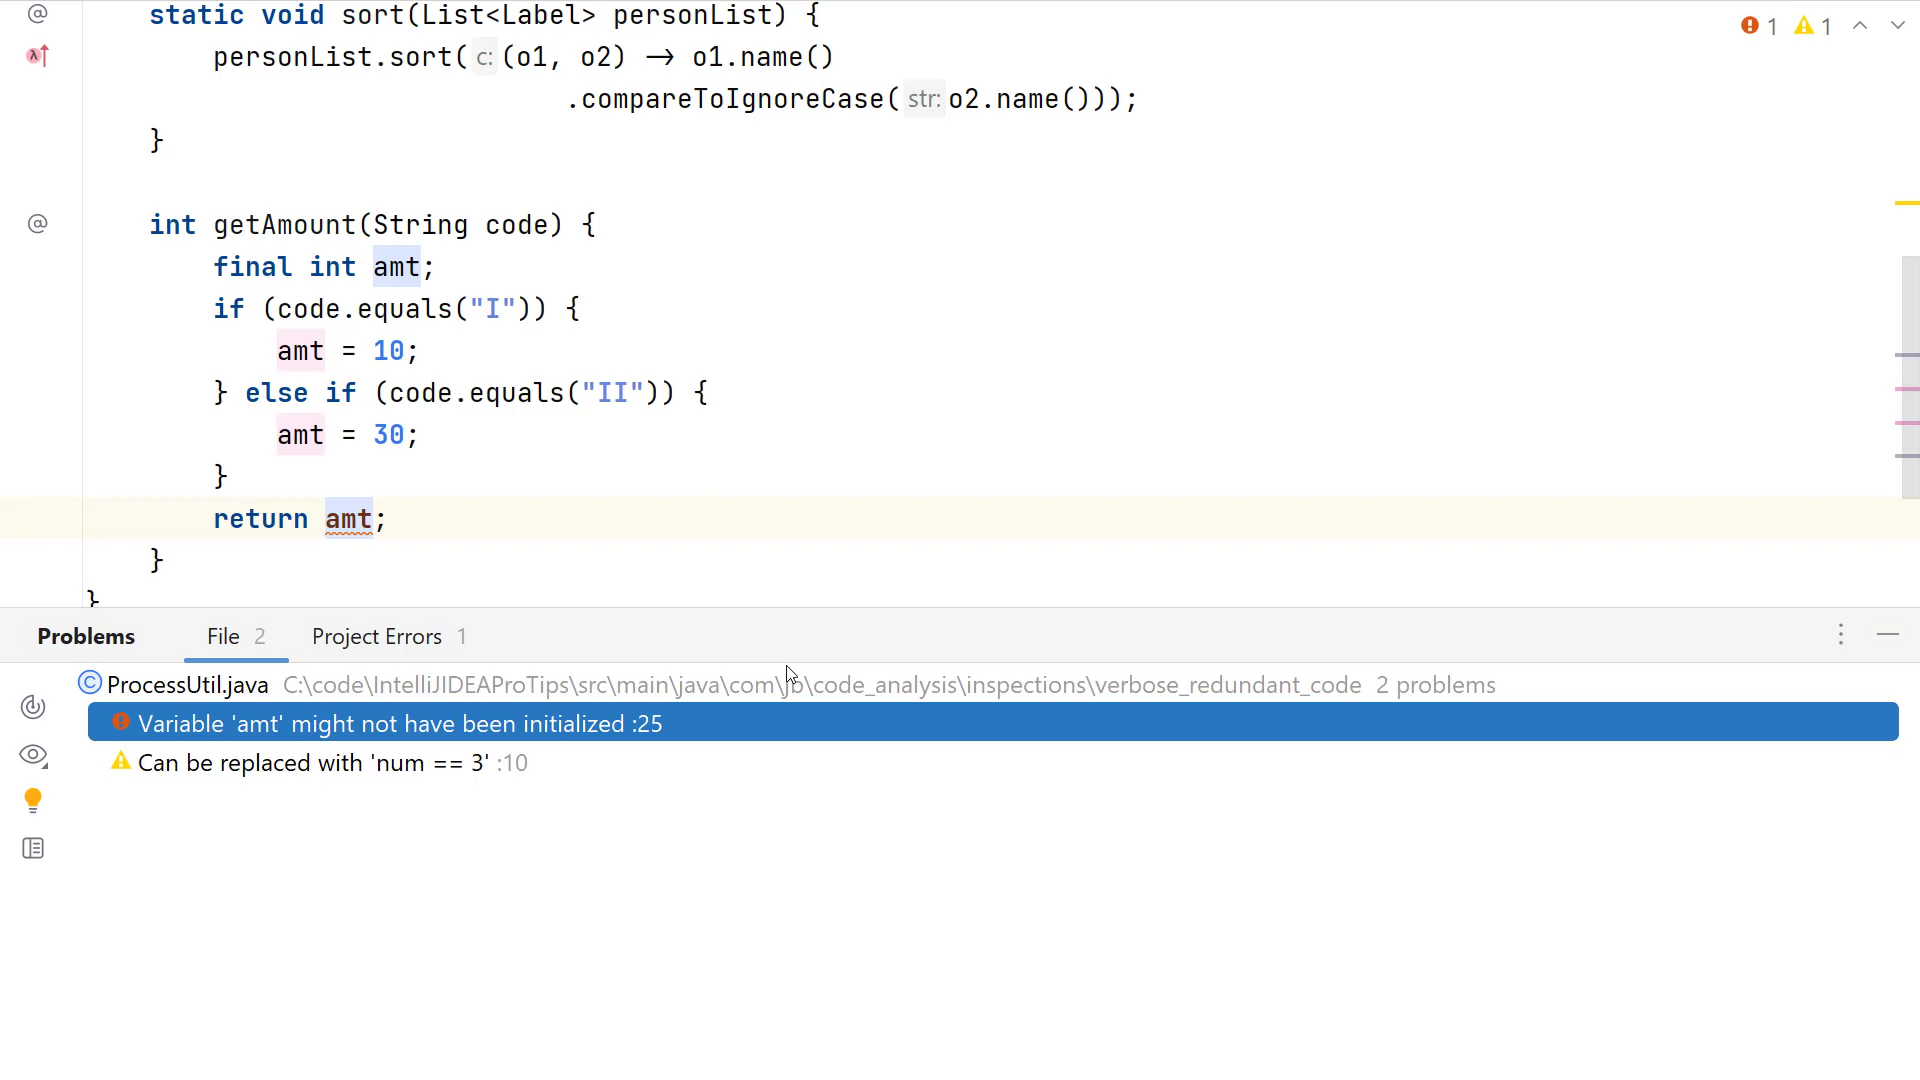 static void sort(List<Label> personList) {
personList.sort( c: (o1, o2) → o1.name()
.compareToIgnoreCase( str: o2.name()));
}
int getAmount(String code) {
final int amt;
if (code.equals("I")) {
amt = 10;
} else if (code.equals("II")) {
amt = 30;
}
return amt;
}
}
1 1
Problems File 2 Project Errors 1
ProcessUtil.java C:\code\IntelliJIDEAProTips\src\main\java\com\jb\code_analysis\inspections\verbose_redundant_code 2 problems
Variable 'amt' might not have been initialized :25
Can be replaced with 'num == 3' :10